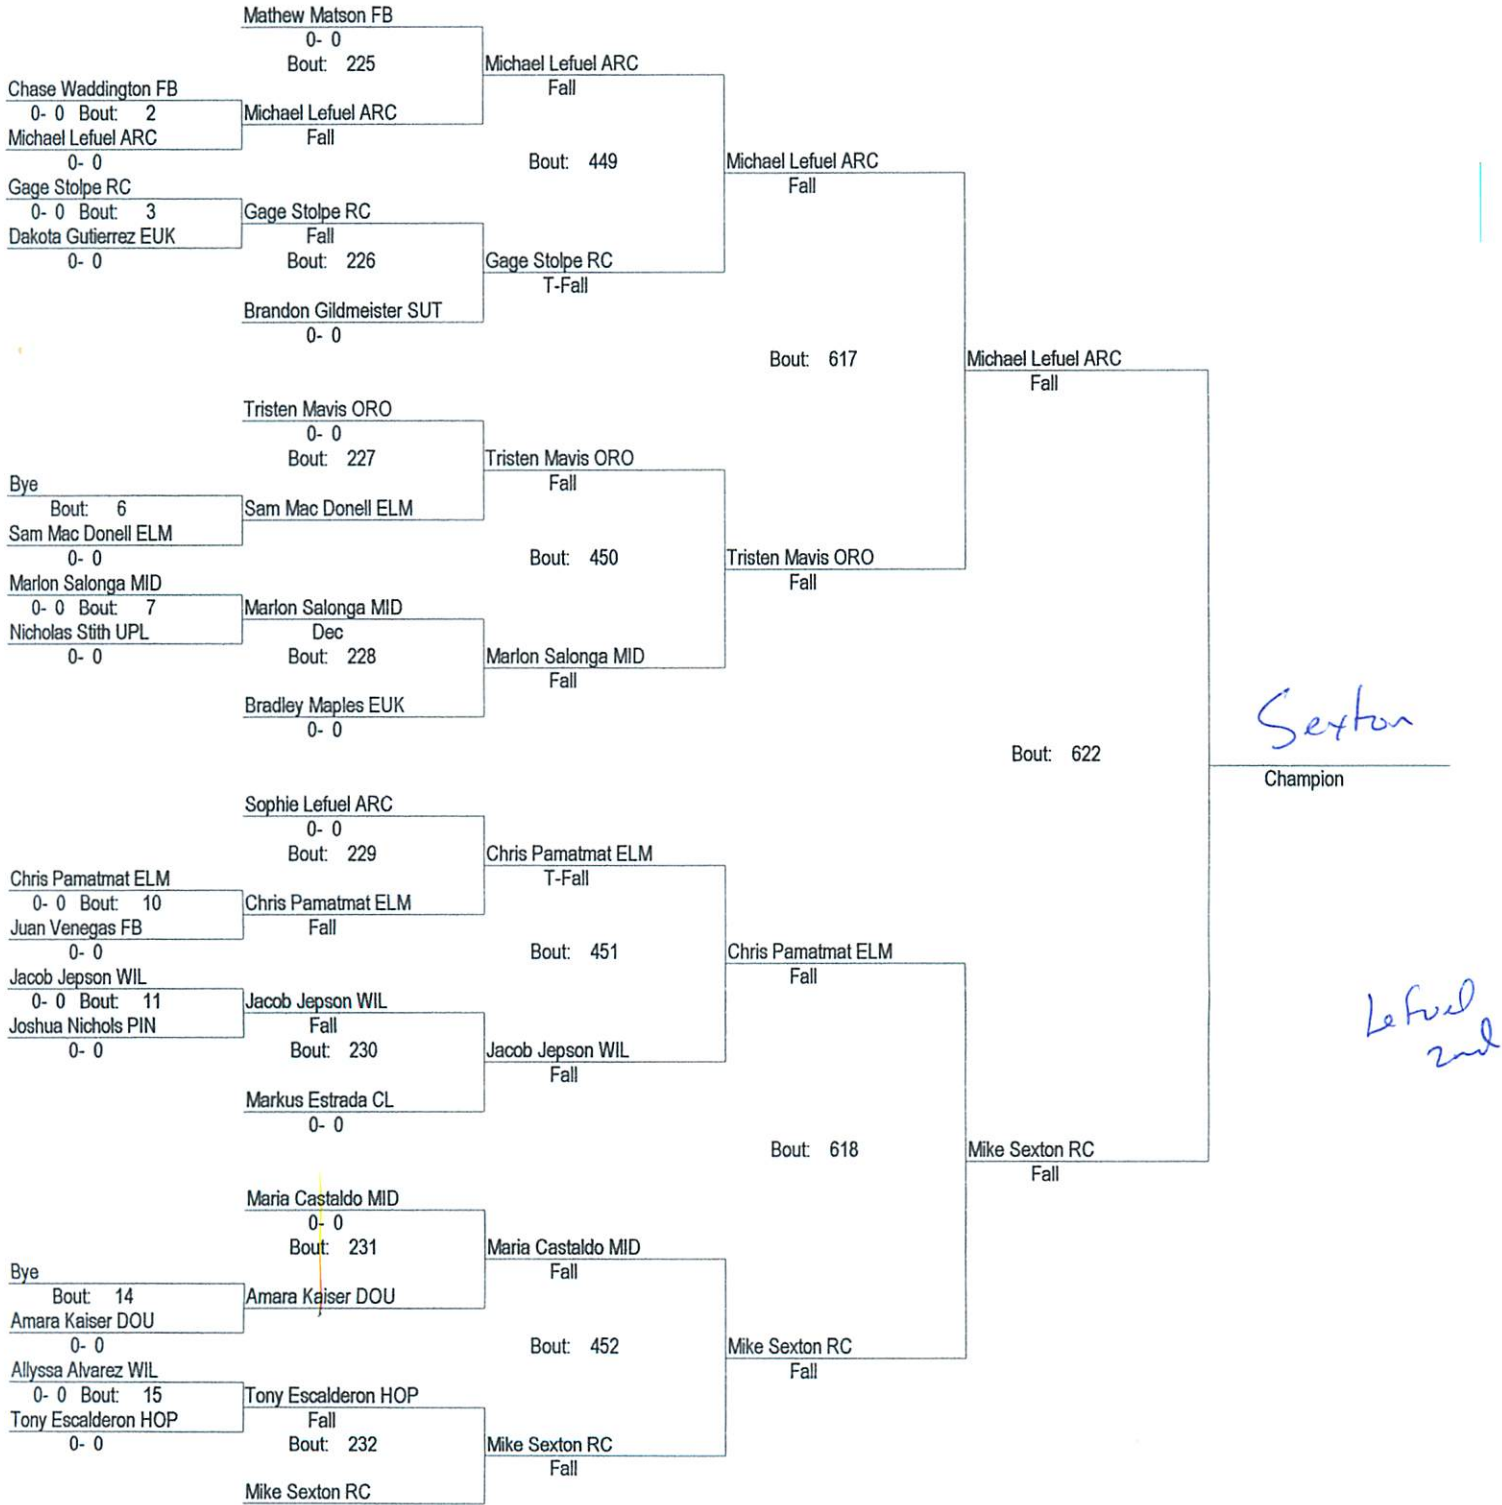 Mathew Matson FB
0- 0
Bout: 225
Michael Lefuel ARC
Fall
Chase Waddington FB
0- 0 Bout: 2
Michael Lefuel ARC
Fall
Michael Lefuel ARC
0- 0
Bout: 449
Michael Lefuel ARC
Fall
Gage Stolpe RC
0- 0 Bout: 3
Gage Stolpe RC
Fall
Dakota Gutierrez EUK
0- 0
Bout: 226
Gage Stolpe RC
T-Fall
Brandon Gildmeister SUT
0- 0
Bout: 617
Michael Lefuel ARC
Fall
Tristen Mavis ORO
0- 0
Bout: 227
Tristen Mavis ORO
Fall
Bye
Bout: 6
Sam Mac Donell ELM
Sam Mac Donell ELM
0- 0
Bout: 450
Tristen Mavis ORO
Fall
Marlon Salonga MID
0- 0 Bout: 7
Marlon Salonga MID
Dec
Nicholas Stith UPL
0- 0
Bout: 228
Marlon Salonga MID
Fall
Bradley Maples EUK
0- 0
Sexton
Bout: 622
Champion
Sophie Lefuel ARC
0- 0
Bout: 229
Chris Pamatmat ELM
T-Fall
Chris Pamatmat ELM
0- 0 Bout: 10
Chris Pamatmat ELM
Fall
Juan Venegas FB
0- 0
Bout: 451
Chris Pamatmat ELM
Fall
Jacob Jepson WIL
0- 0 Bout: 11
Jacob Jepson WIL
Fall
Joshua Nichols PIN
0- 0
Bout: 230
Jacob Jepson WIL
Fall
Lefuel
2nd
Markus Estrada CL
0- 0
Bout: 618
Mike Sexton RC
Fall
Maria Castaldo MID
0- 0
Bout: 231
Maria Castaldo MID
Fall
Bye
Bout: 14
Amara Kaiser DOU
Amara Kaiser DOU
0- 0
Bout: 452
Mike Sexton RC
Fall
Allyssa Alvarez WIL
0- 0 Bout: 15
Tony Escalderon HOP
Fall
Tony Escalderon HOP
0- 0
Bout: 232
Mike Sexton RC
Fall
Mike Sexton RC